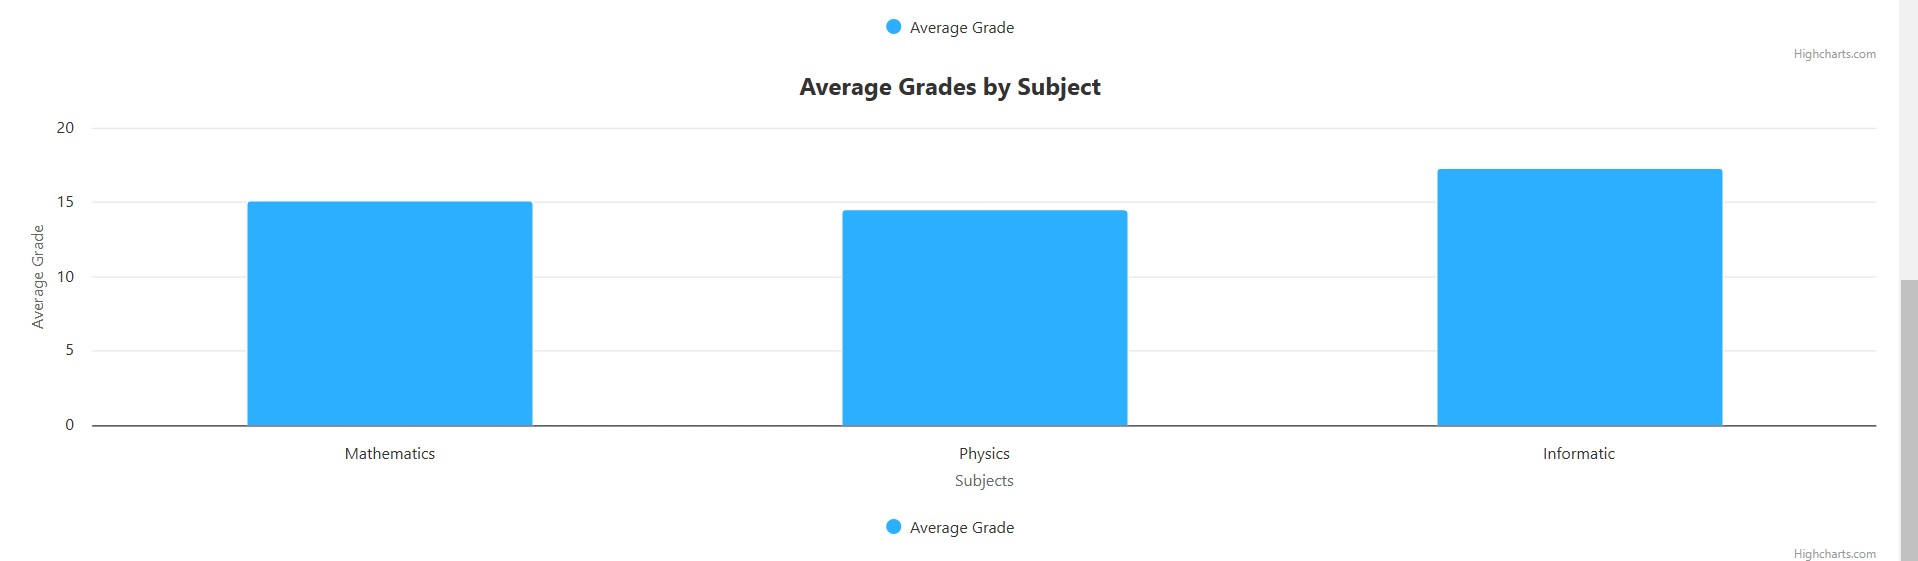 Average Grade
Highcharts.com
Average Grades by Subject
20
15
10
5
0
Average Grade
Mathematics
Physics
Informatic
Subjects
Average Grade
Highcharts.com